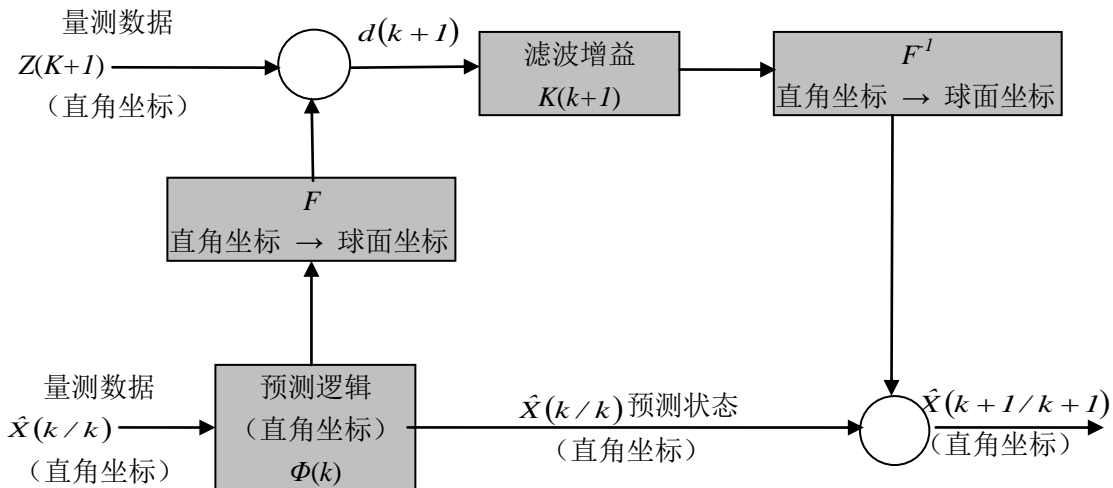 量测数据
Z(K+1)
（直角坐标）
d(k+1)
滤波增益
K(k+1)
F¹
直角坐标 → 球面坐标
F
直角坐标 → 球面坐标
量测数据
X̂(k/k)
（直角坐标）
预测逻辑
（直角坐标）
Φ(k)
X̂(k/k)预测状态
（直角坐标）
X̂(k+1/k+1)
（直角坐标）